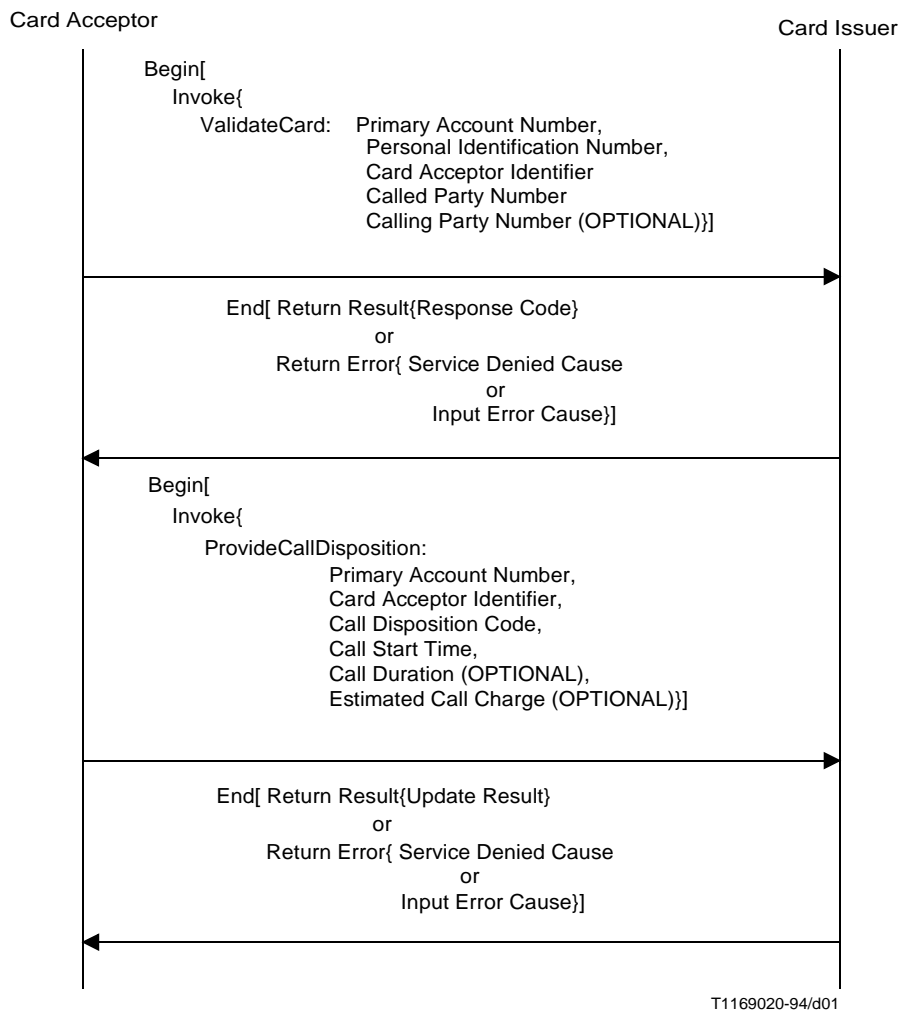 Card Acceptor
Card Issuer
Begin[
Invoke{
ValidateCard: Primary Account Number,
Personal Identification Number,
Card Acceptor Identifier
Called Party Number
Calling Party Number (OPTIONAL)}]
End[ Return Result{Response Code}
or
Return Error{ Service Denied Cause
or
Input Error Cause}]
Begin[
Invoke{
ProvideCallDisposition:
Primary Account Number,
Card Acceptor Identifier,
Call Disposition Code,
Call Start Time,
Call Duration (OPTIONAL),
Estimated Call Charge (OPTIONAL)}]
End[ Return Result{Update Result}
or
Return Error{ Service Denied Cause
or
Input Error Cause}]
T1169020-94/d01